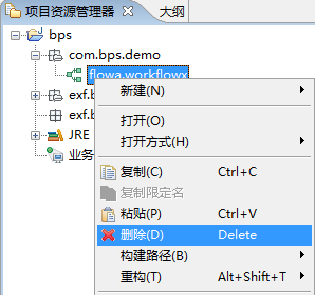 项目资源管理器 大纲
bps
com.bps.demo
flowa.workflowx
exf.b
exf.b
JRE
业务
新建(N)
打开(O)
打开方式(H)
复制(C) Ctrl+C
复制限定名
粘贴(P) Ctrl+V
删除(D) Delete
构建路径(B)
重构(T) Alt+Shift+T